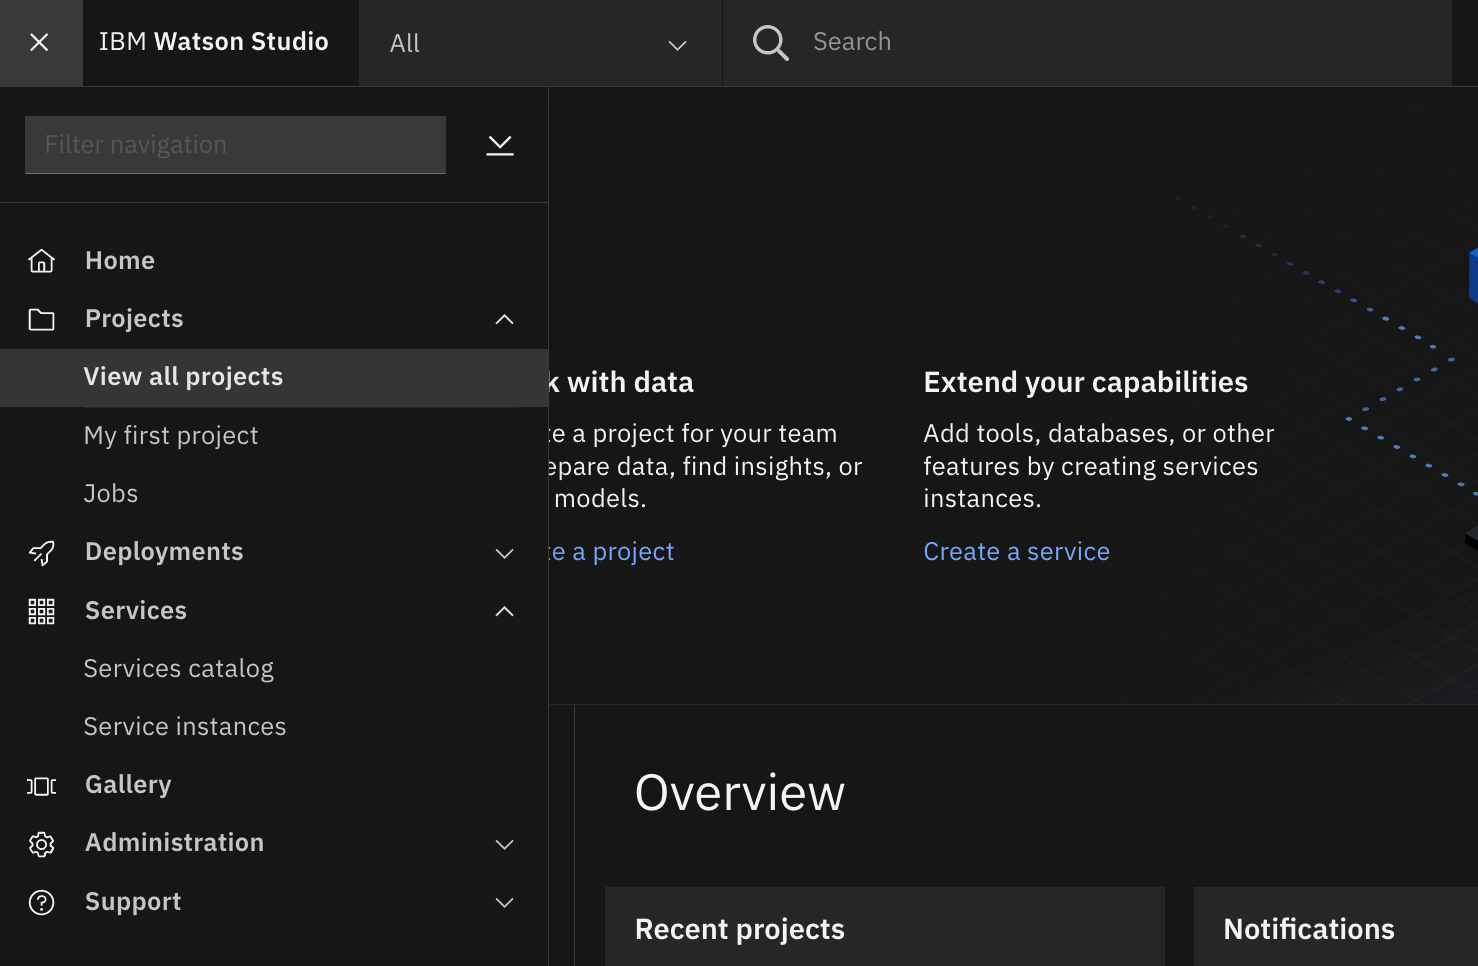 IBM Watson Studio
All
Search
Filter navigation
Home
Projects
View all projects
My first project
Jobs
Deployments
Services
Services catalog
Service instances
Gallery
Administration
Support
k with data
e a project for your team
epare data, find insights, or
models.
e a project
Extend your capabilities
Add tools, databases, or other
features by creating services
instances.
Create a service
Overview
Recent projects
Notifications